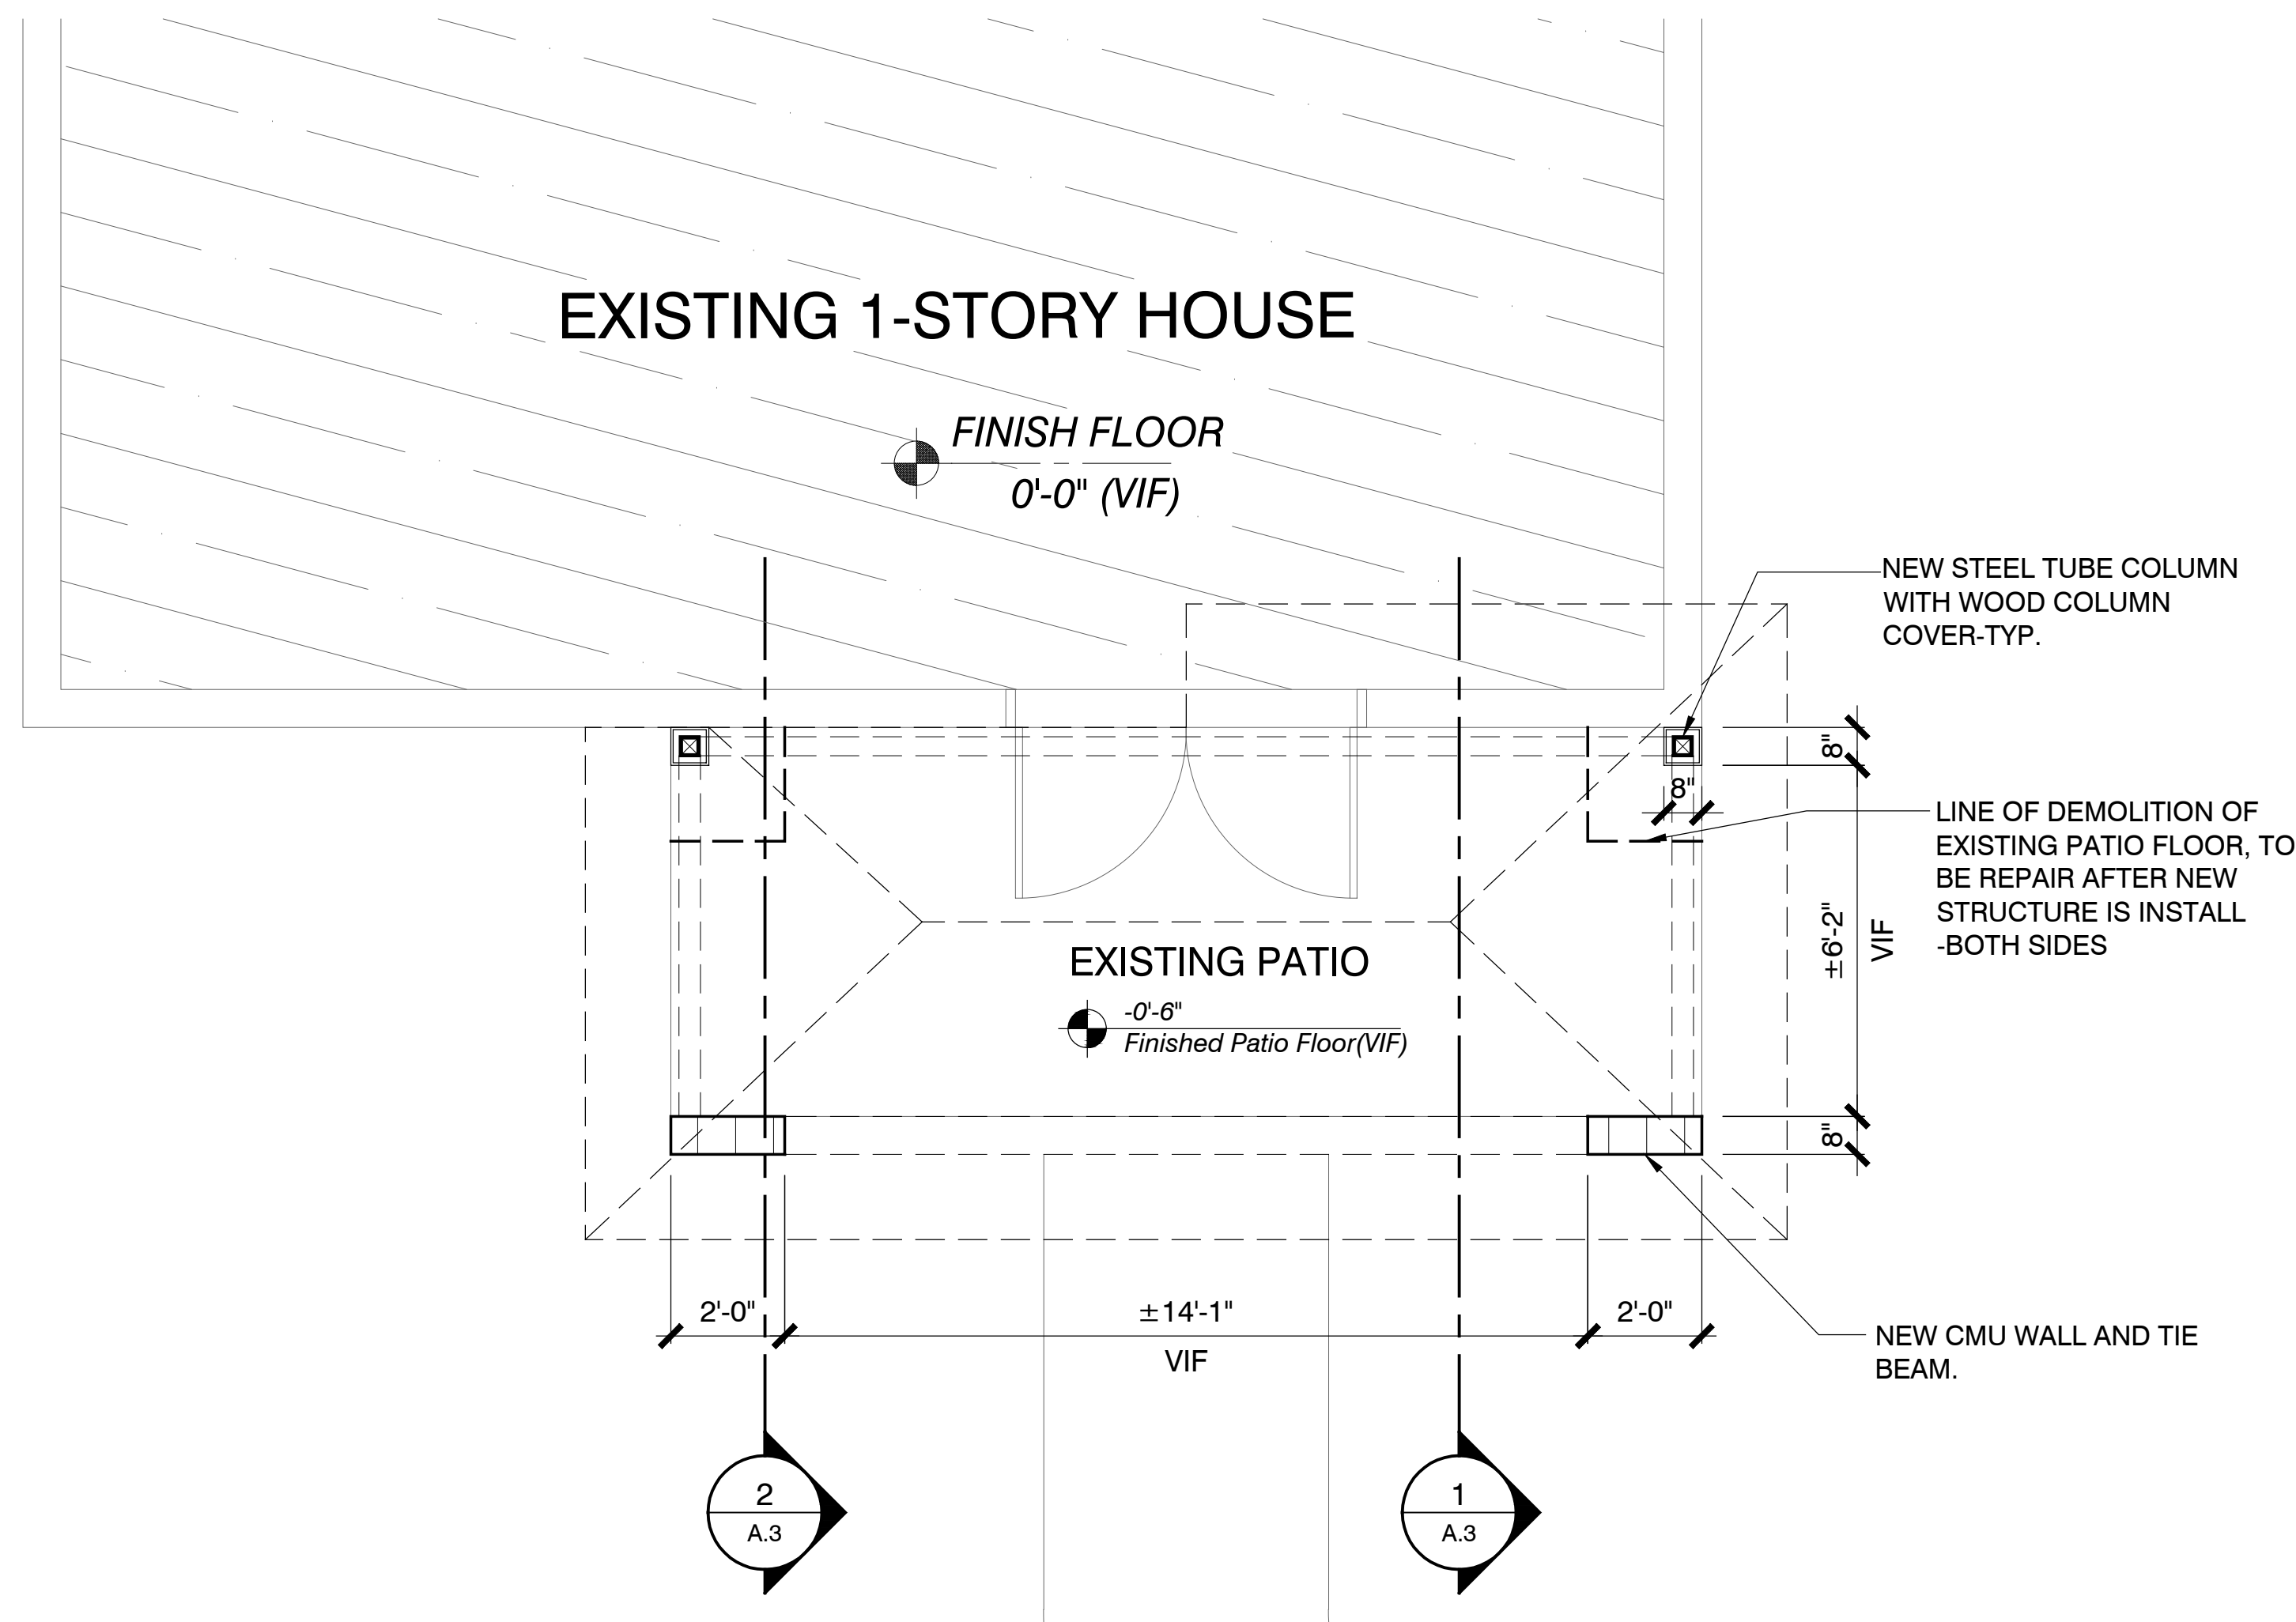 EXISTING 1-STORY HOUSE
FINISH FLOOR
0'-0" (VIF)
NEW STEEL TUBE COLUMN
WITH WOOD COLUMN
COVER-TYP.
8"
8"
LINE OF DEMOLITION OF
EXISTING PATIO FLOOR, TO
BE REPAIR AFTER NEW
STRUCTURE IS INSTALL
-BOTH SIDES
±6'-2"
VIF
EXISTING PATIO
-0'-6"
Finished Patio Floor(VIF)
8"
2'-0"
±14'-1"
2'-0"
VIF
NEW CMU WALL AND TIE
BEAM.
2
A.3
1
A.3